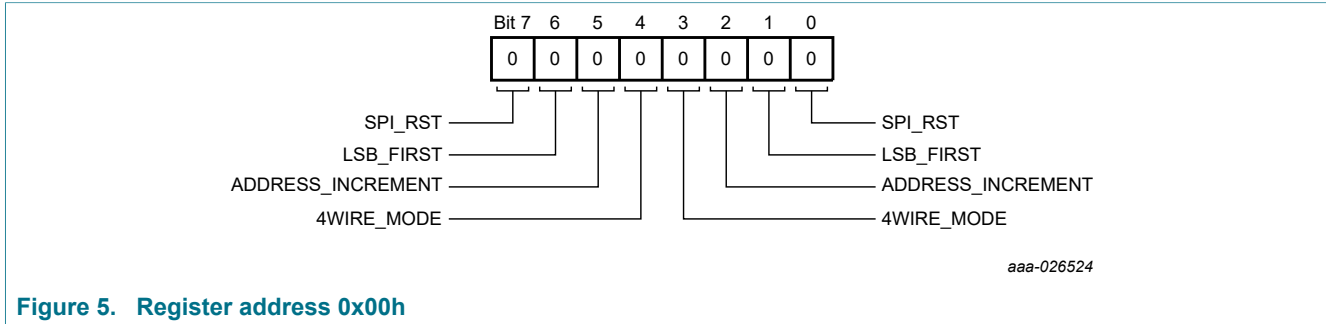 Bit 7 6 5 4 3 2 1 0
0 0 0 0 0 0 0 0
SPI_RST SPI_RST
LSB_FIRST LSB_FIRST
ADDRESS_INCREMENT ADDRESS_INCREMENT
4WIRE_MODE 4WIRE_MODE
aaa-026524
Figure 5. Register address 0x00h